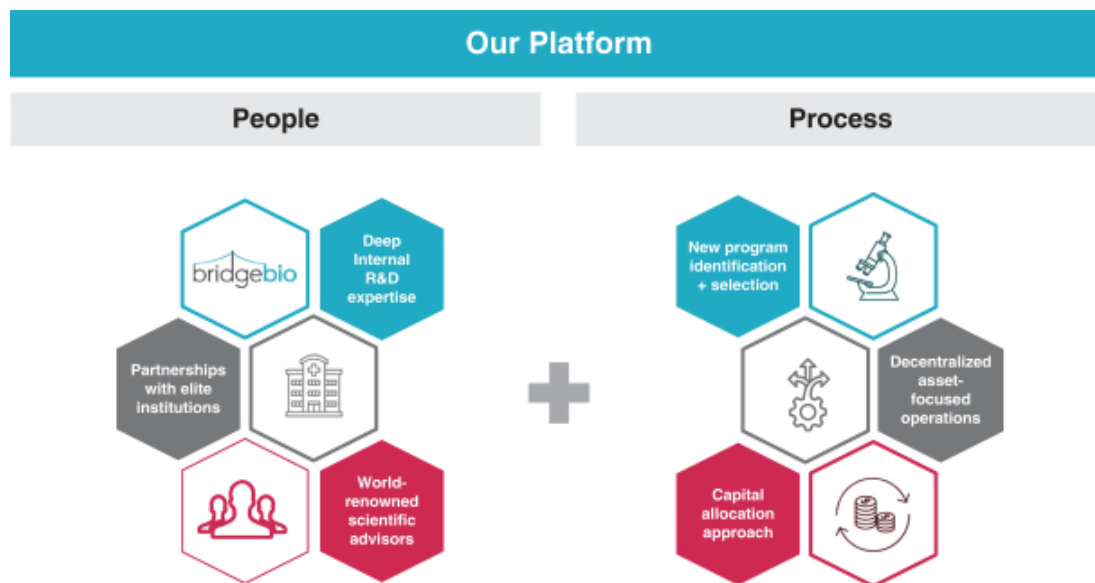 Our Platform
People
Process
bridgebio
Deep
Internal
R&D
expertise
Partnerships
with elite
institutions
World-
renowned
scientific
advisors
New program
identification
+ selection
Decentralized
asset-
focused
operations
Capital
allocation
approach